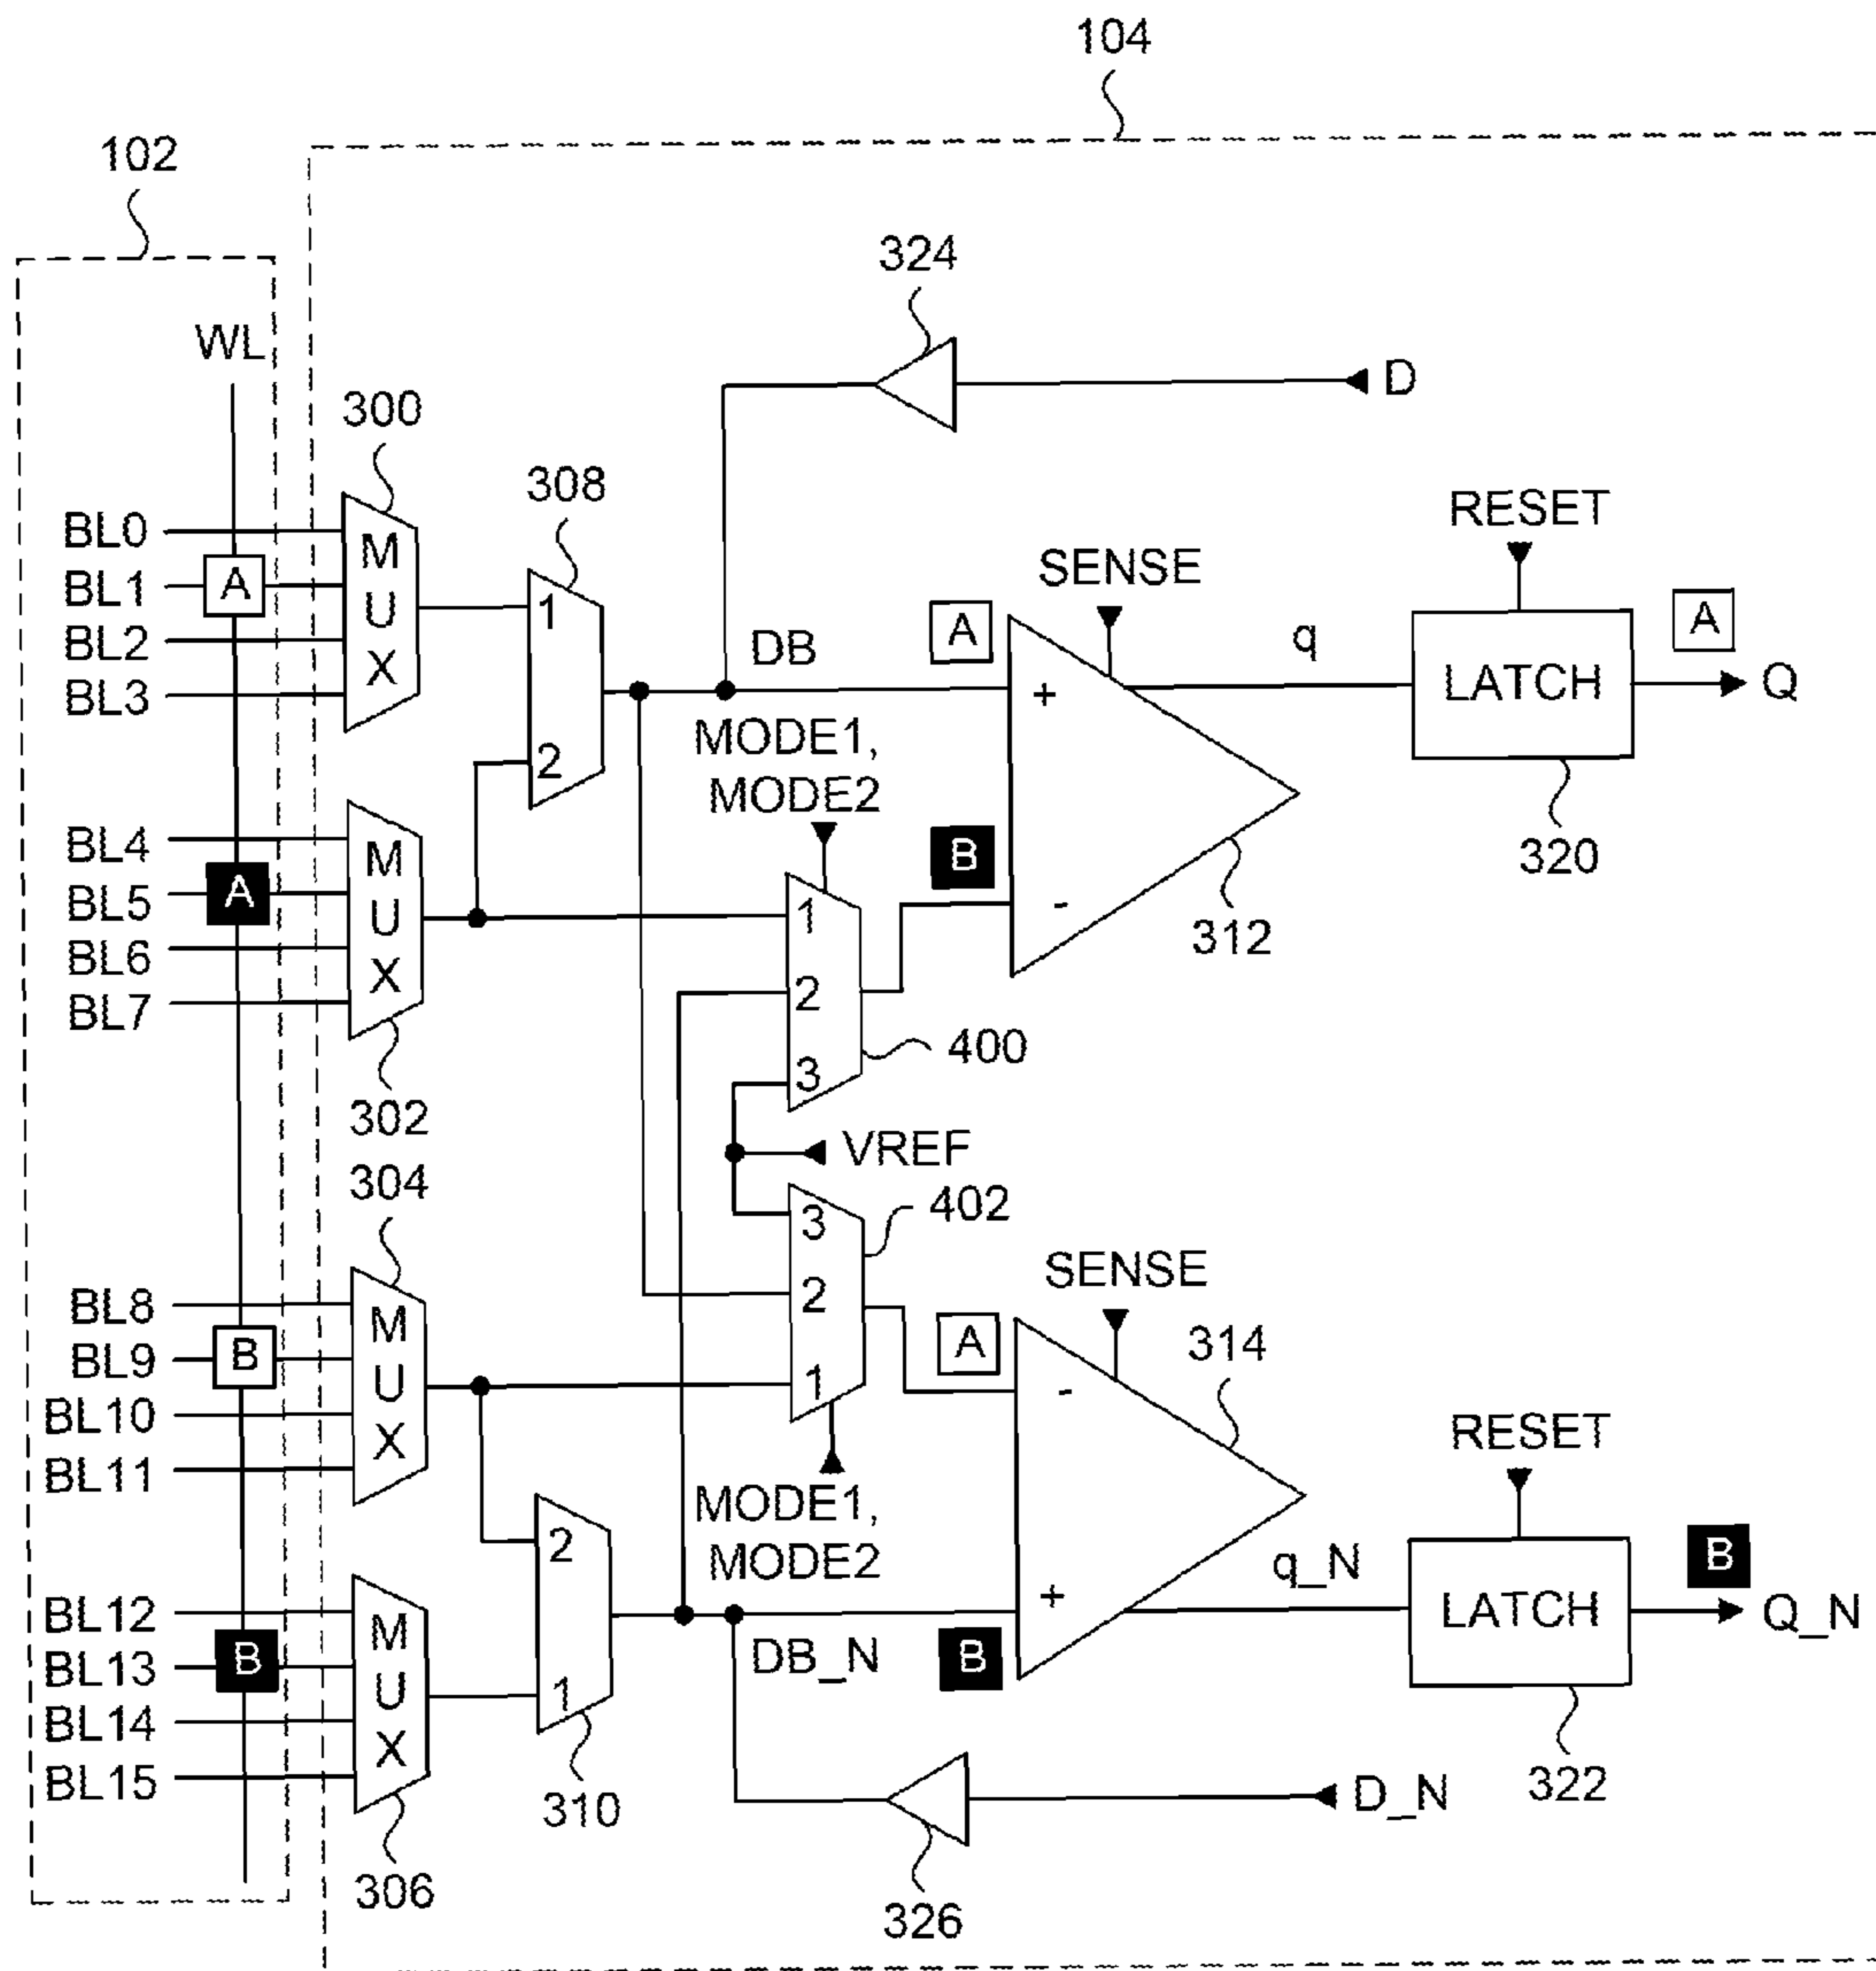 104
102
324
WL
D
300
308
RESET
BL0
M
U
X
1
SENSE
BL1
A
A
A
BL2
DB
q
LATCH
Q
BL3
+
2
MODE1,
MODE2
BL4
M
U
X
B
320
BL5
A
1
-
312
BL6
2
BL7
400
3
302
VREF
304
402
3
SENSE
BL8
M
U
X
2
A
314
BL9
B
1
-
BL10
RESET
BL11
MODE1,
MODE2
2
q_N
B
BL12
M
U
X
+
LATCH
Q_N
BL13
B
DB_N
B
1
BL14
322
BL15
310
D_N
306
326